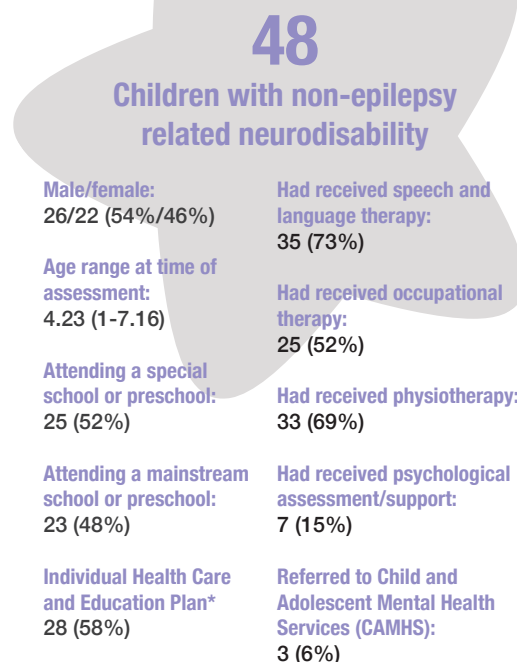 48
Children with non-epilepsy
related neurodisability
Male/female:
26/22 (54%/46%)
Age range at time of
assessment:
4.23 (1-7.16)
Attending a special
school or preschool:
25 (52%)
Attending a mainstream
school or preschool:
23 (48%)
Individual Health Care
and Education Plan*
28 (58%)
Had received speech and
language therapy:
35 (73%)
Had received occupational
therapy:
25 (52%)
Had received physiotherapy:
33 (69%)
Had received psychological
assessment/support:
7 (15%)
Referred to Child and
Adolescent Mental Health
Services (CAMHS):
3 (6%)